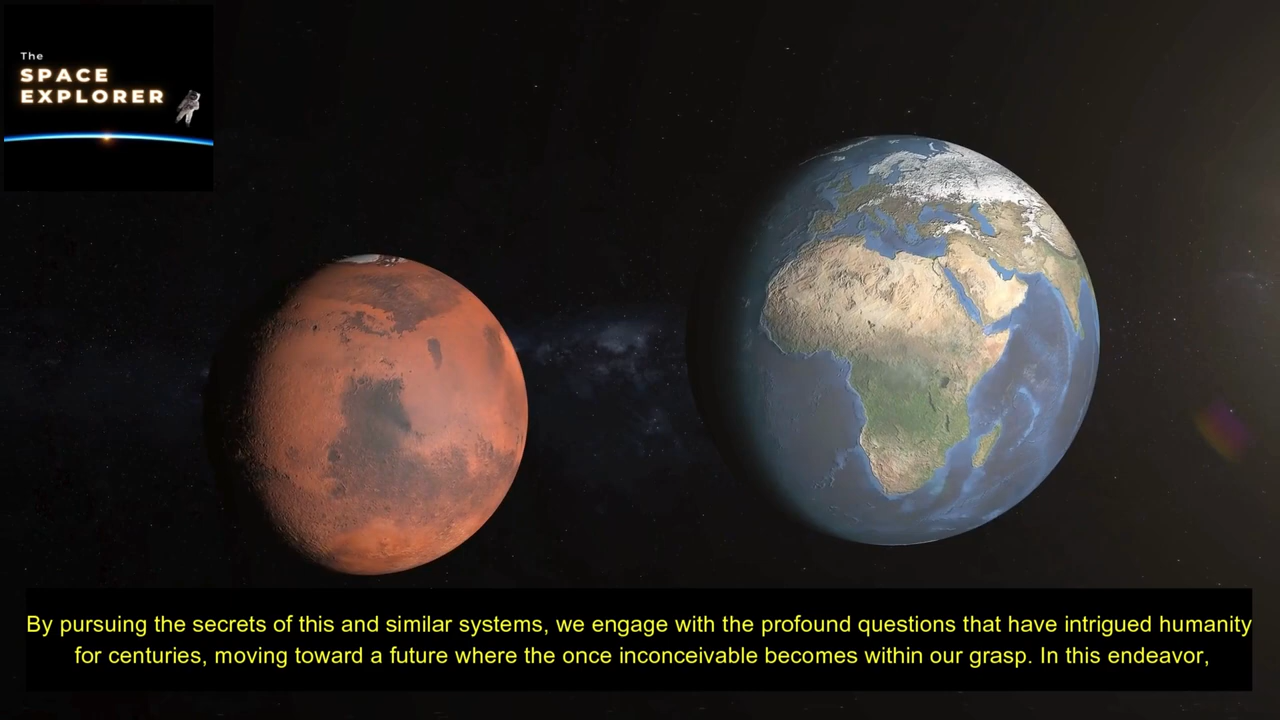 The
SPACE
EXPLORER
By pursuing the secrets of this and similar systems, we engage with the profound questions that have intrigued humanity
for centuries, moving toward a future where the once inconceivable becomes within our grasp. In this endeavor,